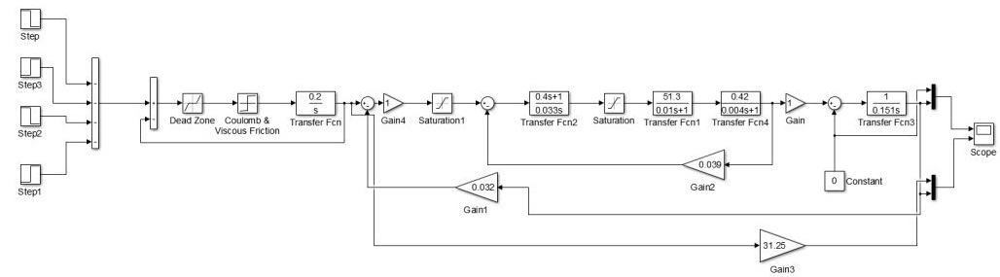 Step
Step3
Step2
Step1
Dead Zone
Coulomb &
Viscous Friction
0.2
s
Transfer Fcn
1
Gain4
Saturation1
0.4s+1
0.033s
Transfer Fcn2
Saturation
51.3
0.01s+1
Transfer Fcn1
0.42
0.004s+1
Transfer Fcn4
1
Gain
1
0.151s
Transfer Fcn3
Scope
0.039
Gain2
0
Constant
0.032
Gain1
31.25
Gain3